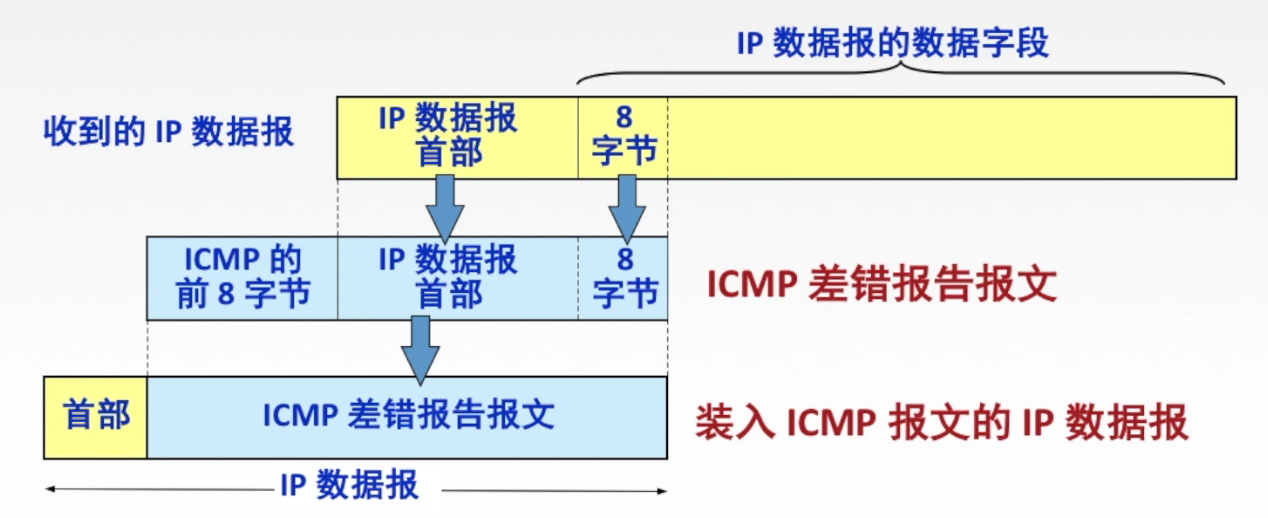 IP 数据报的数据字段
收到的 IP 数据报
IP 数据报
首部
8
字节
ICMP 的
前 8 字节
IP 数据报
首部
8
字节
ICMP 差错报告报文
首部
ICMP 差错报告报文
装入 ICMP 报文的 IP 数据报
IP 数据报